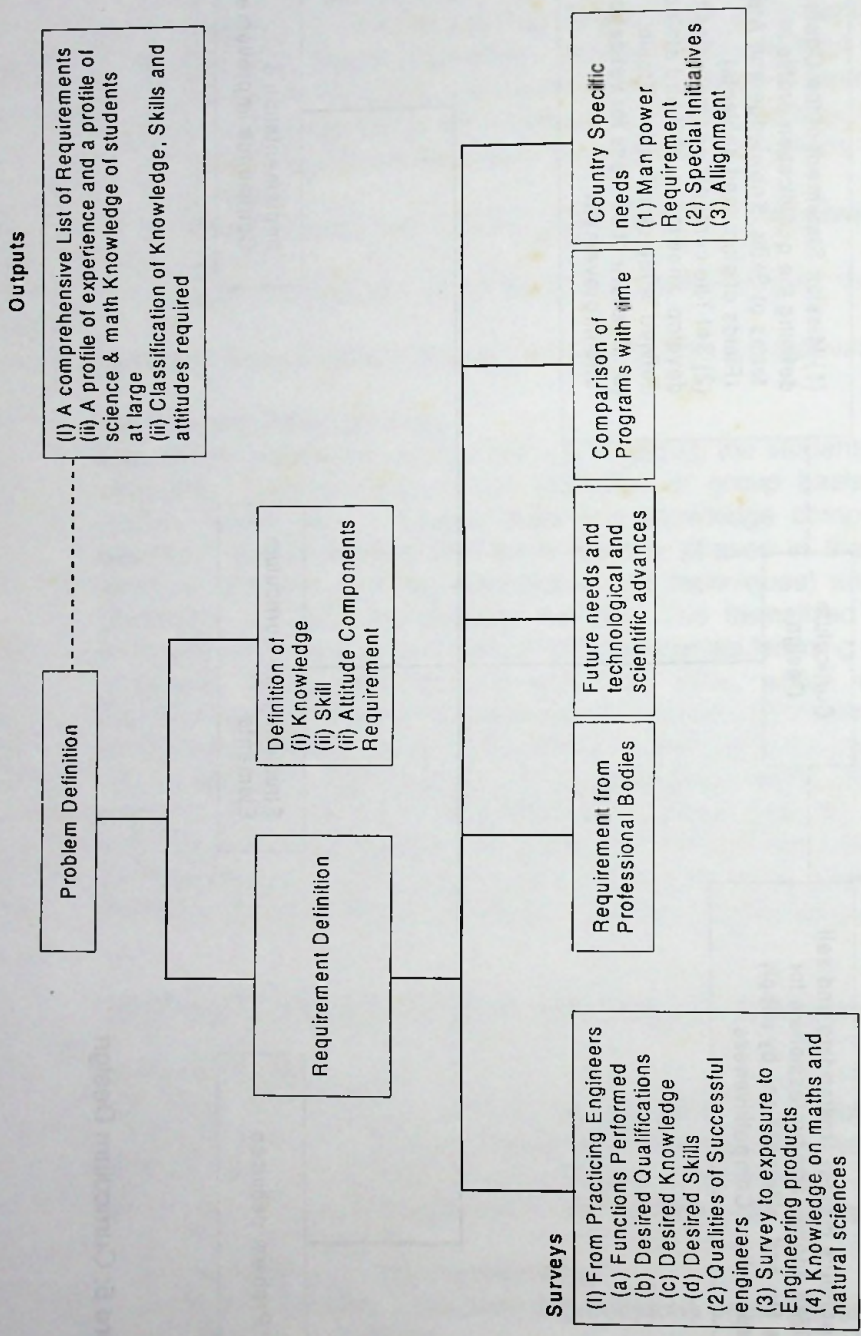 Outputs
(I) A comprehensive List of Requirements
(ii) A profile of experience and a profile of
science & math Knowledge of students
at large
(ii) Classification of Knowledge, Skills and
attitudes required
Problem Definition
Requirement Definition
Definition of
(i) Knowledge
(ii) Skill
(ii) Attitude Components
Requirement
Surveys
(I) From Practicing Engineers
(a) Functions Performed
(b) Desired Qualifications
(c) Desired Knowledge
(d) Desired Skills
(2) Qualities of Successful
engineers
(3) Survey to exposure to
Engineering products
(4) Knowledge on maths and
natural sciences
Requirement from
Professional Bodies
Future needs and
technological and
scientific advances
Comparison of
Programs with time
Country Specific
needs
(1) Man power
Requirement
(2) Special Initiatives
(3) Allignment